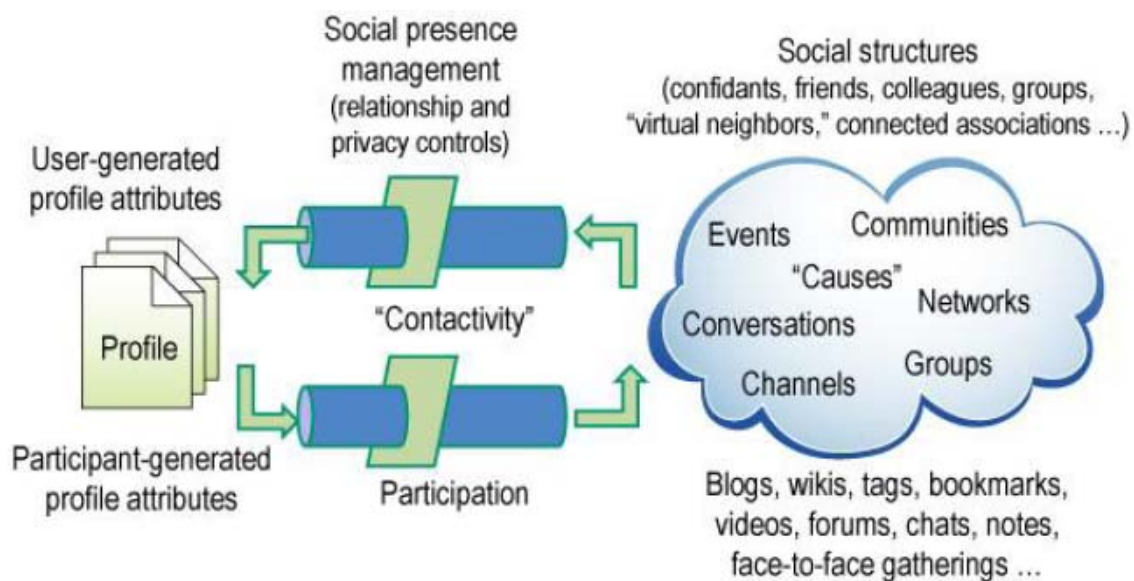 Social presence
management
(relationship and
privacy controls)
Social structures
(confidants, friends, colleagues, groups,
“virtual neighbors,” connected associations ...)
User-generated
profile attributes
Profile
Participant-generated
profile attributes
“Contactivity”
Participation
Events
Communities
“Causes”
Networks
Conversations
Groups
Channels
Blogs, wikis, tags, bookmarks,
videos, forums, chats, notes,
face-to-face gatherings ...